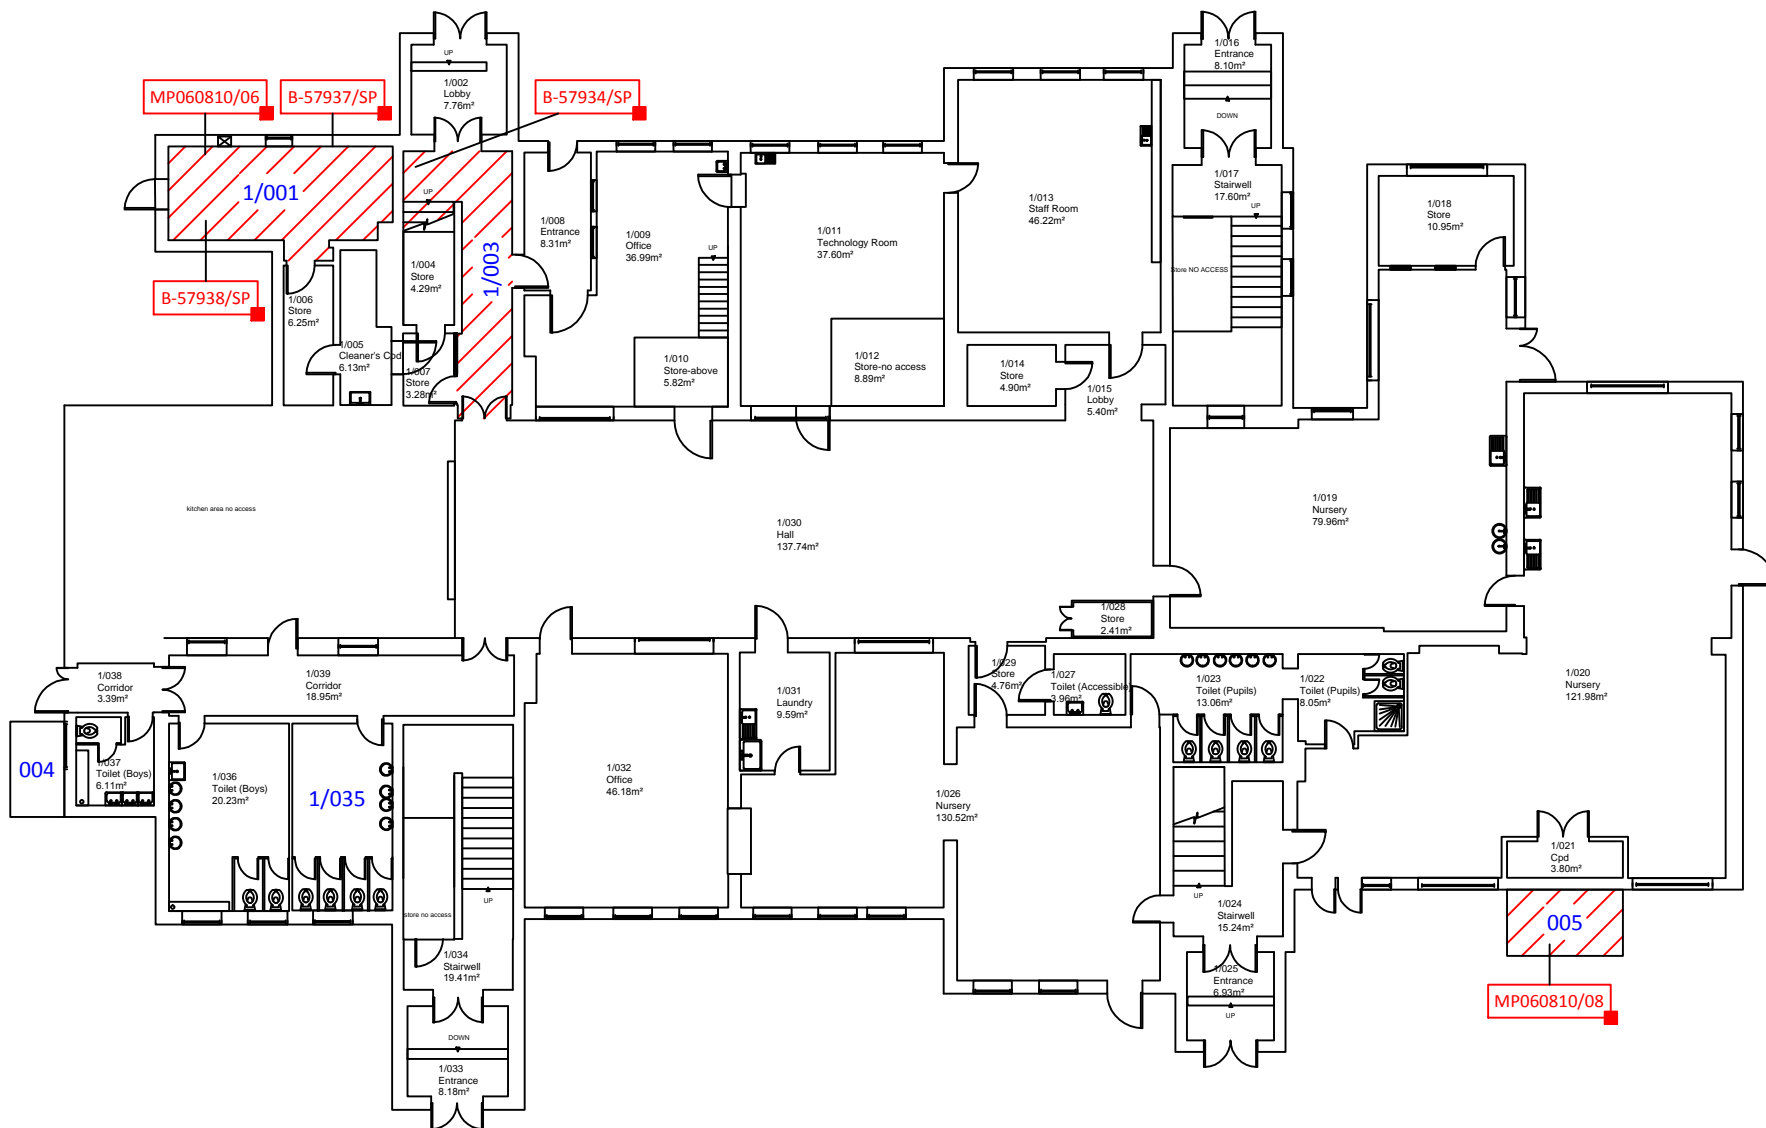 UP
1/002
Lobby
7.76m²
MP060810/06
B-57937/SP
B-57934/SP
1/001
B-57938/SP
UP
1/003
1/004
Store
4.29m²
1/006
Store
6.25m²
1/005
Cleaner's Cpd
6.13m²
1/007
Store
3.28m²
1/008
Entrance
8.31m²
1/009
Office
36.99m²
UP
1/010
Store-above
5.82m²
1/011
Technology Room
37.60m²
1/012
Store-no access
8.89m²
1/013
Staff Room
46.22m²
1/014
Store
4.90m²
1/015
Lobby
5.40m²
1/016
Entrance
8.10m²
DOWN
1/017
Stairwell
17.60m²
UP
Store NO ACCESS
1/018
Store
10.95m²
1/019
Nursery
79.96m²
1/020
Nursery
121.98m²
kitchen area no access
1/030
Hall
137.74m²
1/028
Store
2.41m²
1/029
Store
4.76m²
1/027
Toilet (Accessible)
3.96m²
1/023
Toilet (Pupils)
13.06m²
1/022
Toilet (Pupils)
8.05m²
1/038
Corridor
3.39m²
1/039
Corridor
18.95m²
1/031
Laundry
9.59m²
004
1/037
Toilet (Boys)
6.11m²
1/036
Toilet (Boys)
20.23m²
1/035
1/032
Office
46.18m²
1/026
Nursery
130.52m²
1/021
Cpd
3.80m²
UP
store no access
UP
1/024
Stairwell
15.24m²
005
1/034
Stairwell
19.41m²
1/025
Entrance
6.93m²
UP
MP060810/08
DOWN
1/033
Entrance
8.18m²